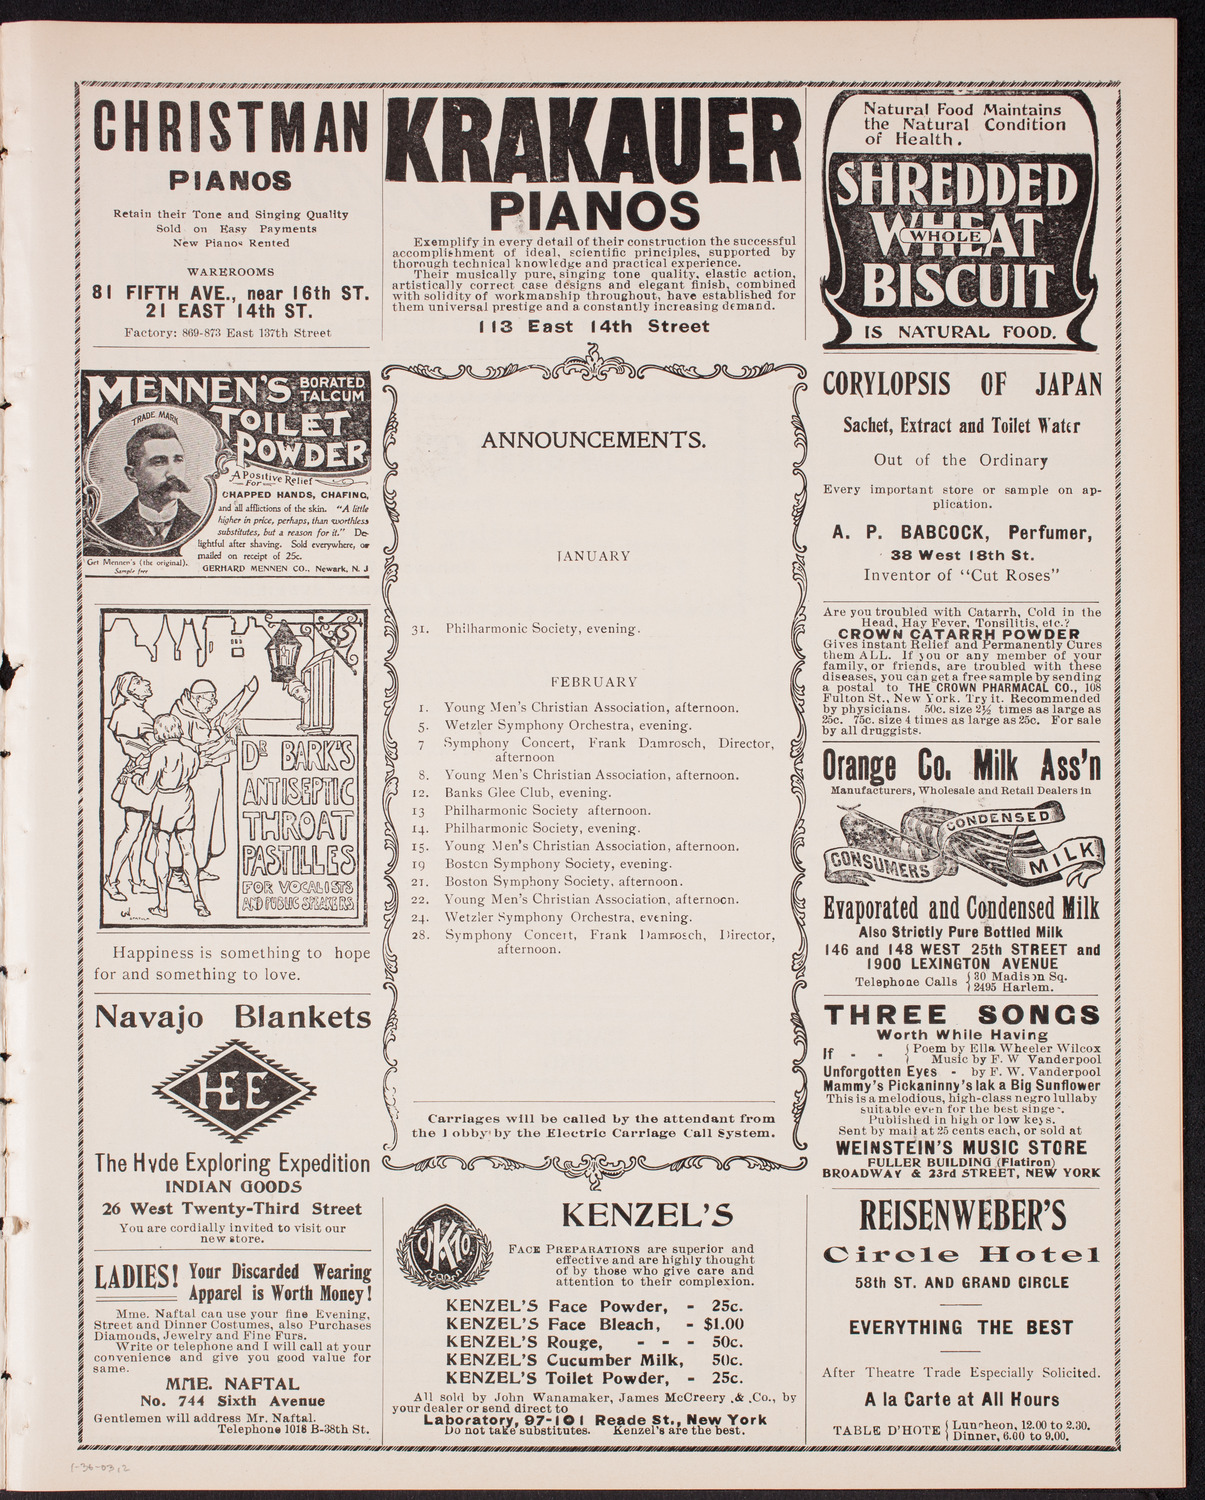 CHRISTMAN
PIANOS
Retain their Tone and Singing Quality
Sold on Easy Payments
New Pianos Rented
WAREROOMS
81 FIFTH AVE., near 16th ST.
21 EAST 14th ST.
Factory: 869-873 East 137th Street
MENNEN'S BORATED
TALCUM
TOILET
POWDER
TRADE MARK
A Positive Relief
For
CHAPPED HANDS, CHAFING,
and all afflictions of the skin. "A little
higher in price, perhaps, than worthless
substitutes, but a reason for it." De-
lightful after shaving. Sold everywhere, or
mailed on receipt of 25c.
Get Mennen's (the original).
Sample free
GERHARD MENNEN CO., Newark, N. J
DR BARK'S
ANTISEPTIC
THROAT
PASTILLES
FOR VOCALISTS
AND PUBLIC SPEAKERS
Happiness is something to hope
for and something to love.
Navajo Blankets
HEE
The Hyde Exploring Expedition
INDIAN GOODS
26 West Twenty-Third Street
You are cordially invited to visit our
new store.
LADIES! Your Discarded Wearing
Apparel is Worth Money!
Mme. Naftal can use your fine Evening,
Street and Dinner Costumes, also Purchases
Diamonds, Jewelry and Fine Furs.
Write or telephone and I will call at your
convenience and give you good value for
same.
MME. NAFTAL
No. 744 Sixth Avenue
Gentlemen will address Mr. Naftal.
Telephone 1018 B-38th St.
KRAKAUER
PIANOS
Exemplify in every detail of their construction the successful
accomplishment of ideal, scientific principles, supported by
thorough technical knowledge and practical experience.
Their musically pure, singing tone quality, elastic action,
artistically correct case designs and elegant finish, combined
with solidity of workmanship throughout, have established for
them universal prestige and a constantly increasing demand.
113 East 14th Street
ANNOUNCEMENTS.
JANUARY
31. Philharmonic Society, evening.
FEBRUARY
1. Young Men's Christian Association, afternoon.
5. Wetzler Symphony Orchestra, evening.
7 Symphony Concert, Frank Damrosch, Director,
afternoon
8. Young Men's Christian Association, afternoon.
12. Banks Glee Club, evening.
13 Philharmonic Society afternoon.
14. Philharmonic Society, evening.
15. Young Men's Christian Association, afternoon.
19 Boston Symphony Society, evening.
21. Boston Symphony Society, afternoon.
22. Young Men's Christian Association, afternoon.
24. Wetzler Symphony Orchestra, evening.
28. Symphony Concert, Frank Damrosch, Director,
afternoon.
Carriages will be called by the attendant from
the Lobby by the Electric Carriage Call System.
KENZEL'S
FACE PREPARATIONS are superior and
effective and are highly thought
of by those who give care and
attention to their complexion.
KENZEL'S Face Powder, - 25c.
KENZEL'S Face Bleach, - $1.00
KENZEL'S Rouge, - - - 50c.
KENZEL'S Cucumber Milk, 50c.
KENZEL'S Toilet Powder, - 25c.
All sold by John Wanamaker, James McCreery & Co., by
your dealer or send direct to
Laboratory, 97-101 Reade St., New York
Do not take substitutes. Kenzel's are the best.
Natural Food Maintains
the Natural Condition
of Health.
SHREDDED
WHOLE
WHEAT
BISCUIT
IS NATURAL FOOD.
CORYLOPSIS OF JAPAN
Sachet, Extract and Toilet Water
Out of the Ordinary
Every important store or sample on ap-
plication.
A. P. BABCOCK, Perfumer,
38 West 18th St.
Inventor of "Cut Roses"
Are you troubled with Catarrh, Cold in the
Head, Hay Fever, Tonsilitis, etc.?
CROWN CATARRH POWDER
Gives instant Relief and Permanently Cures
them ALL. If you or any member of your
family, or friends, are troubled with these
diseases, you can get a free sample by sending
a postal to THE CROWN PHARMACAL CO., 108
Fulton St., New York. Try it. Recommended
by physicians. 50c. size 2½ times as large as
25c. 75c. size 4 times as large as 25c. For sale
by all druggists.
Orange Co. Milk Ass'n
Manufacturers, Wholesale and Retail Dealers in
CONSUMERS CONDENSED MILK
Evaporated and Condensed Milk
Also Strictly Pure Bottled Milk
146 and 148 WEST 25th STREET and
1900 LEXINGTON AVENUE
Telephone Calls { 30 Madison Sq.
2495 Harlem.
THREE SONGS
Worth While Having
If - - { Poem by Ella Wheeler Wilcox
Music by F. W Vanderpool
Unforgotten Eyes - by F. W. Vanderpool
Mammy's Pickaninny's lak a Big Sunflower
This is a melodious, high-class negro lullaby
suitable even for the best singe-.
Published in high or low keys.
Sent by mail at 25 cents each, or sold at
WEINSTEIN'S MUSIC STORE
FULLER BUILDING (Flatiron)
BROADWAY & 23rd STREET, NEW YORK
REISENWEBER'S
Circle Hotel
58th ST. AND GRAND CIRCLE
EVERYTHING THE BEST
After Theatre Trade Especially Solicited.
A la Carte at All Hours
TABLE D'HOTE { Luncheon, 12.00 to 2.30.
Dinner, 6.00 to 9.00.
1-30-03,2